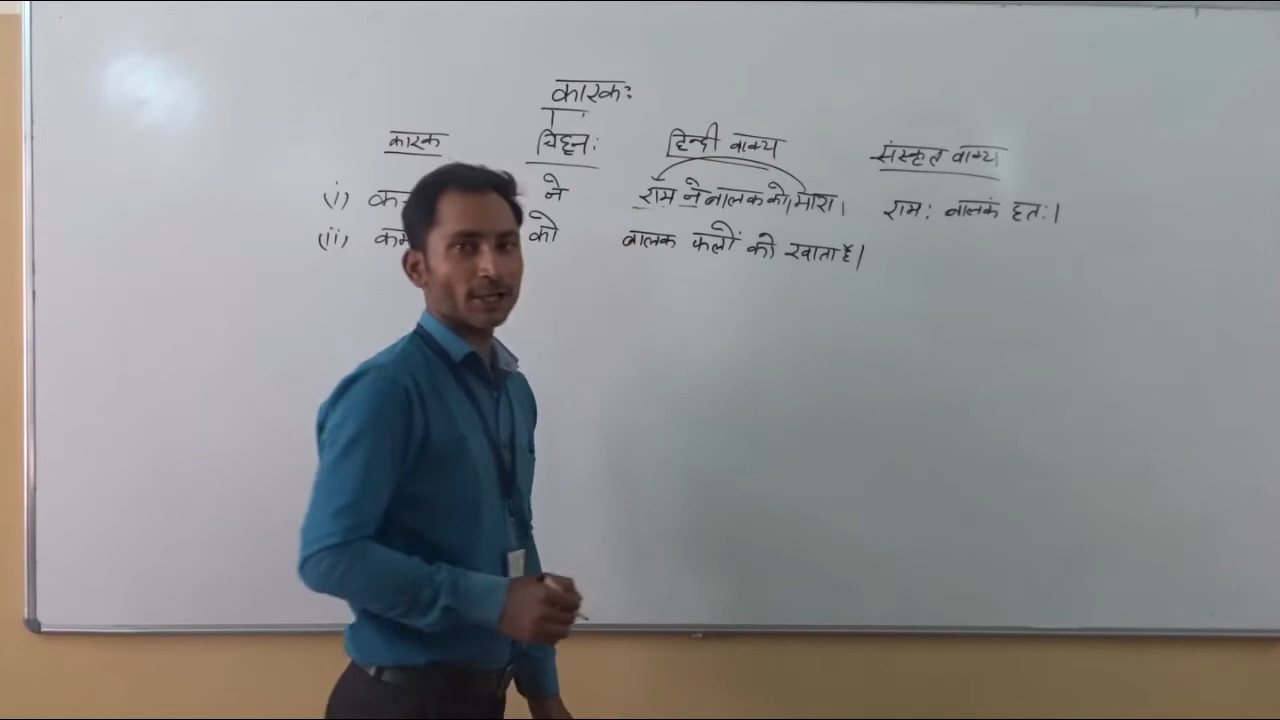 कारकः
कारक चिह्नः हिन्दी वाक्य संस्कृत वाक्य
(i) ने राम ने बालक को मारा। रामः बालकं हतः।
(ii) को बालक फलों को खाता है।